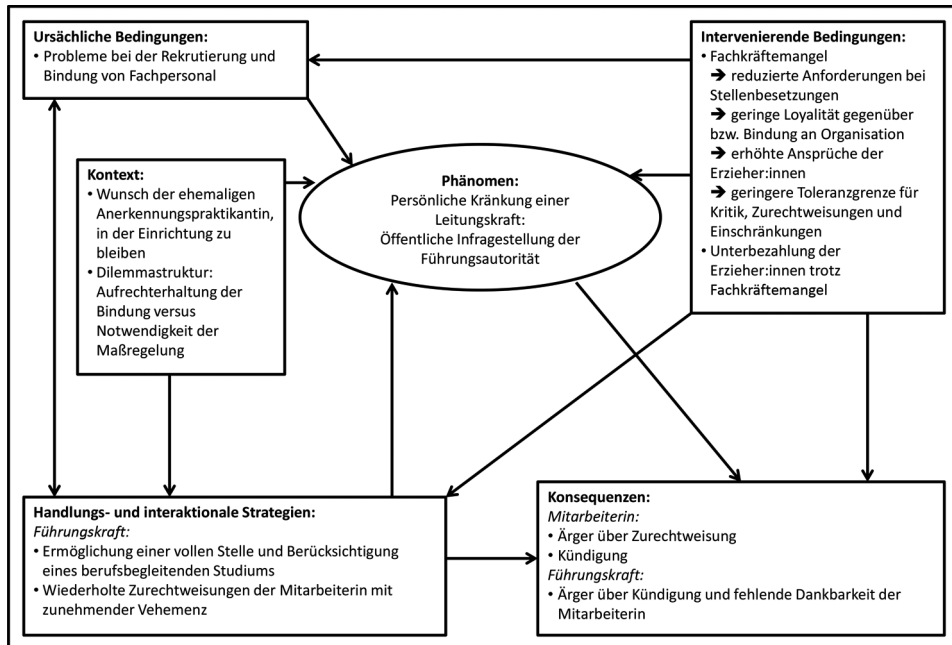 Ursächliche Bedingungen:
• Probleme bei der Rekrutierung und
Bindung von Fachpersonal
Intervenierende Bedingungen:
• Fachkräftemangel
➔ reduzierte Anforderungen bei
Stellenbesetzungen
➔ geringe Loyalität gegenüber
bzw. Bindung an Organisation
➔ erhöhte Ansprüche der
Erzieher:innen
➔ geringere Toleranzgrenze für
Kritik, Zurechtweisungen und
Einschränkungen
• Unterbezahlung der
Erzieher:innen trotz
Fachkräftemangel
Kontext:
• Wunsch der ehemaligen
Anerkennungspraktikantin,
in der Einrichtung zu
bleiben
• Dilemmastruktur:
Aufrechterhaltung der
Bindung versus
Notwendigkeit der
Maßregelung
Phänomen:
Persönliche Kränkung einer
Leitungskraft:
Öffentliche Infragestellung der
Führungsautorität
Handlungs- und interaktionale Strategien:
Führungskraft:
• Ermöglichung einer vollen Stelle und Berücksichtigung
eines berufsbegleitenden Studiums
• Wiederholte Zurechtweisungen der Mitarbeiterin mit
zunehmender Vehemenz
Konsequenzen:
Mitarbeiterin:
• Ärger über Zurechtweisung
• Kündigung
Führungskraft:
• Ärger über Kündigung und fehlende Dankbarkeit der
Mitarbeiterin